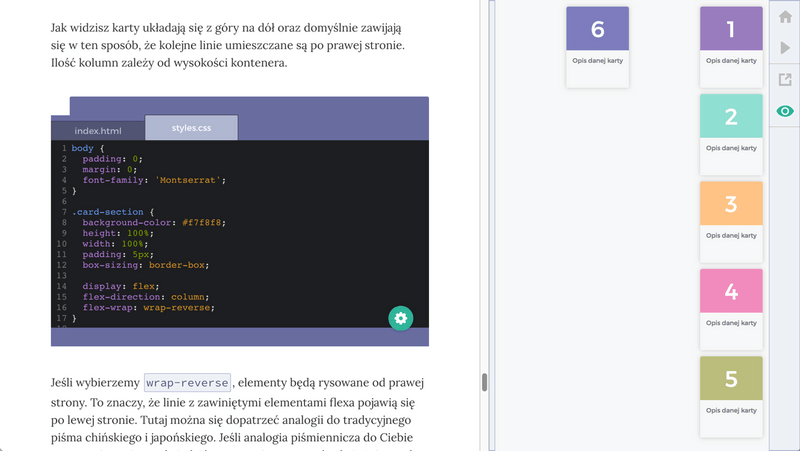 Jak widzisz karty układają się z góry na dół oraz domyślnie zawijają
się w ten sposób, że kolejne linie umieszczane są po prawej stronie.
Ilość kolumn zależy od wysokości kontenera.
index.html
styles.css
1 body {
2 padding: 0;
3 margin: 0;
4 font-family: 'Montserrat';
5 }
6
7 .card-section {
8 background-color: #f7f8f8;
9 height: 100%;
10 width: 100%;
11 padding: 5px;
12 box-sizing: border-box;
13
14 display: flex;
15 flex-direction: column;
16 flex-wrap: wrap-reverse;
17 }
Jeśli wybierzemy wrap-reverse, elementy będą rysowane od prawej
strony. To znaczy, że linie z zawiniętymi elementami flexa pojawią się
po lewej stronie. Tutaj można się dopatrzeć analogii do tradycyjnego
pisma chińskiego i japońskiego. Jeśli analogia piśmiennicza do Ciebie
6
Opis danej karty
1
Opis danej karty
2
Opis danej karty
3
Opis danej karty
4
Opis danej karty
5
Opis danej karty